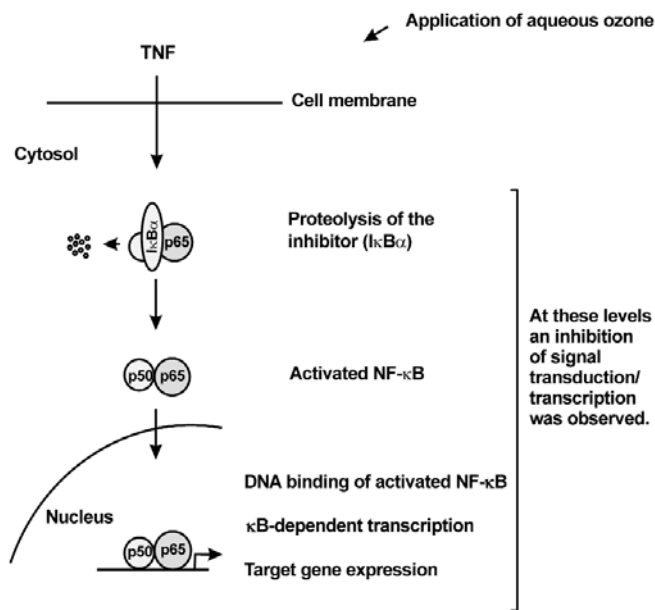 Application of aqueous ozone
TNF
Cell membrane
Cytosol
Proteolysis of the
inhibitor (IκBα)
IκBα
p65
At these levels
an inhibition
of signal
transduction/
transcription
was observed.
p50 p65
Activated NF-κB
DNA binding of activated NF-κB
Nucleus
κB-dependent transcription
p50 p65
Target gene expression